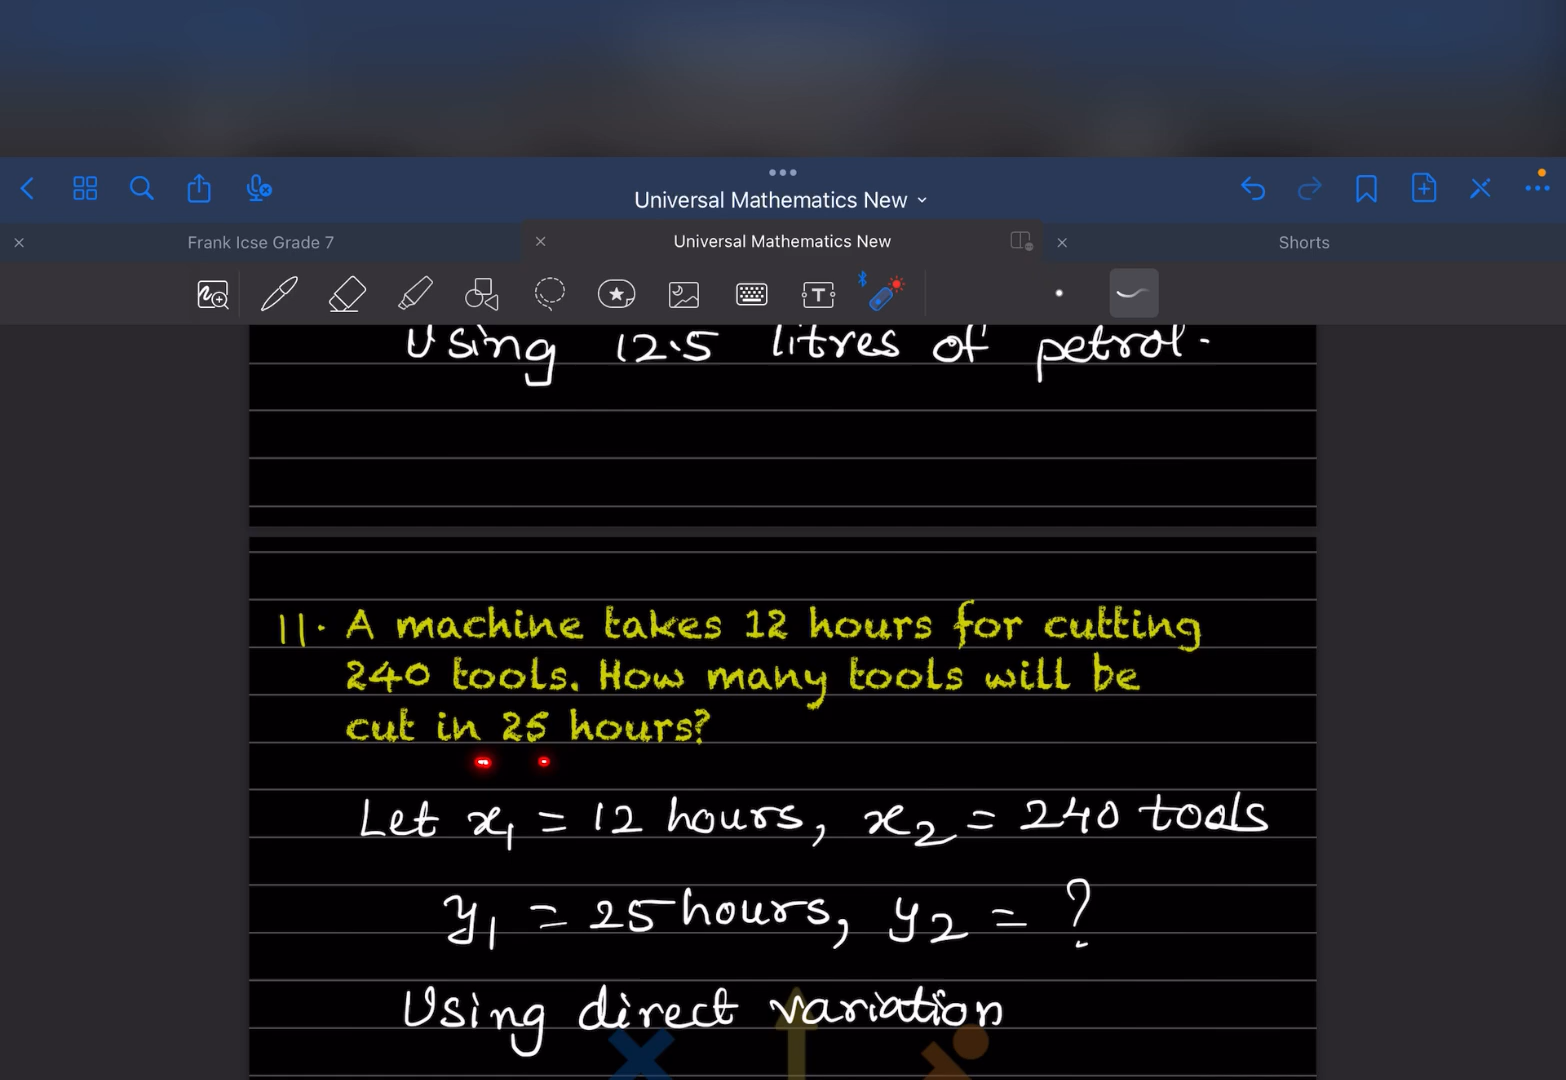 Universal Mathematics New
Frank Icse Grade 7
Universal Mathematics New
Shorts
T
Using 12.5 litres of petrol.
11. A machine takes 12 hours for cutting
240 tools. How many tools will be
cut in 25 hours?
Let x₁ = 12 hours, x₂ = 240 tools
y₁ = 25 hours, y₂ = ?
Using direct variation